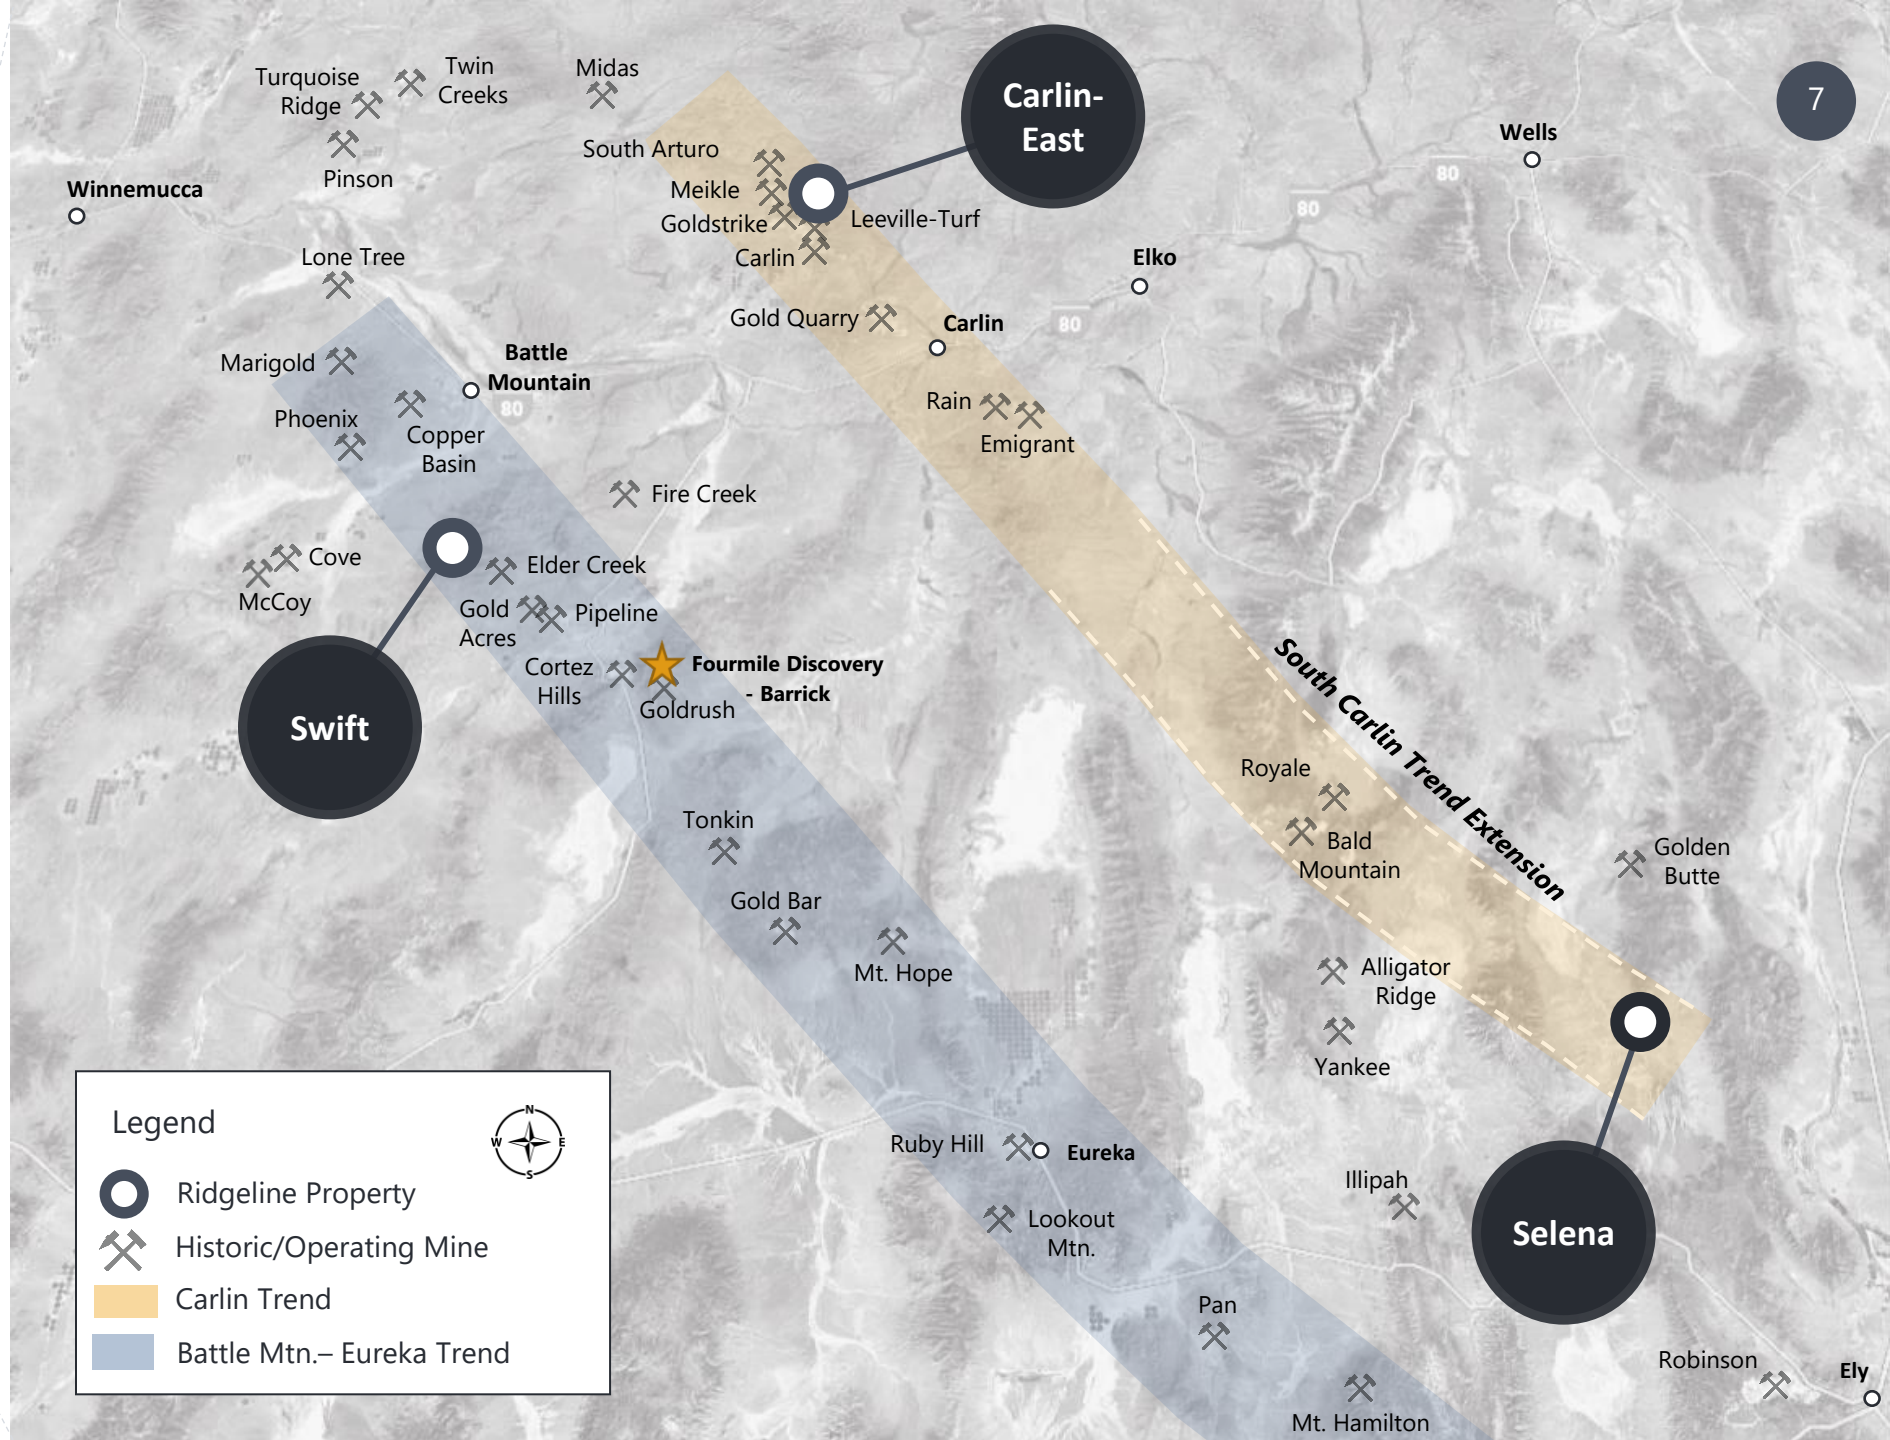 Carlin-
East
7
Turquoise
Ridge
Twin
Creeks
Midas
Pinson
Winnemucca
South Arturo
Meikle
Goldstrike
Leeville-Turf
Carlin
Wells
80
80
Elko
Lone Tree
Gold Quarry
Carlin
80
Marigold
Battle
Mountain
80
Phoenix
Copper
Basin
Rain
Emigrant
Fire Creek
Cove
McCoy
Elder Creek
Gold
Acres
Pipeline
Cortez
Hills
Fourmile Discovery
- Barrick
Goldrush
Swift
South Carlin Trend Extension
Royale
Bald
Mountain
Golden
Butte
Tonkin
Gold Bar
Mt. Hope
Alligator
Ridge
Yankee
Ruby Hill
Eureka
Lookout
Mtn.
Illipah
Selena
Pan
Mt. Hamilton
Robinson
Ely
Legend
N
W
E
S
Ridgeline Property
Historic/Operating Mine
Carlin Trend
Battle Mtn.– Eureka Trend